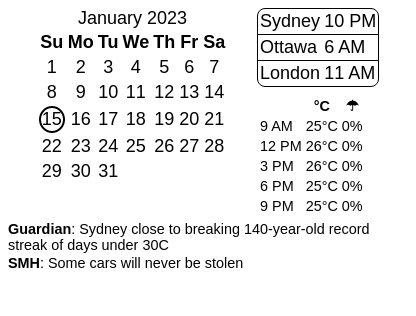 January 2023
Su Mo Tu We Th Fr Sa
1 2 3 4 5 6 7
8 9 10 11 12 13 14
15 16 17 18 19 20 21
22 23 24 25 26 27 28
29 30 31
Sydney 10 PM
Ottawa 6 AM
London 11 AM
°C ☂
9 AM 25°C 0%
12 PM 26°C 0%
3 PM 26°C 0%
6 PM 25°C 0%
9 PM 25°C 0%
Guardian: Sydney close to breaking 140-year-old record
streak of days under 30C
SMH: Some cars will never be stolen